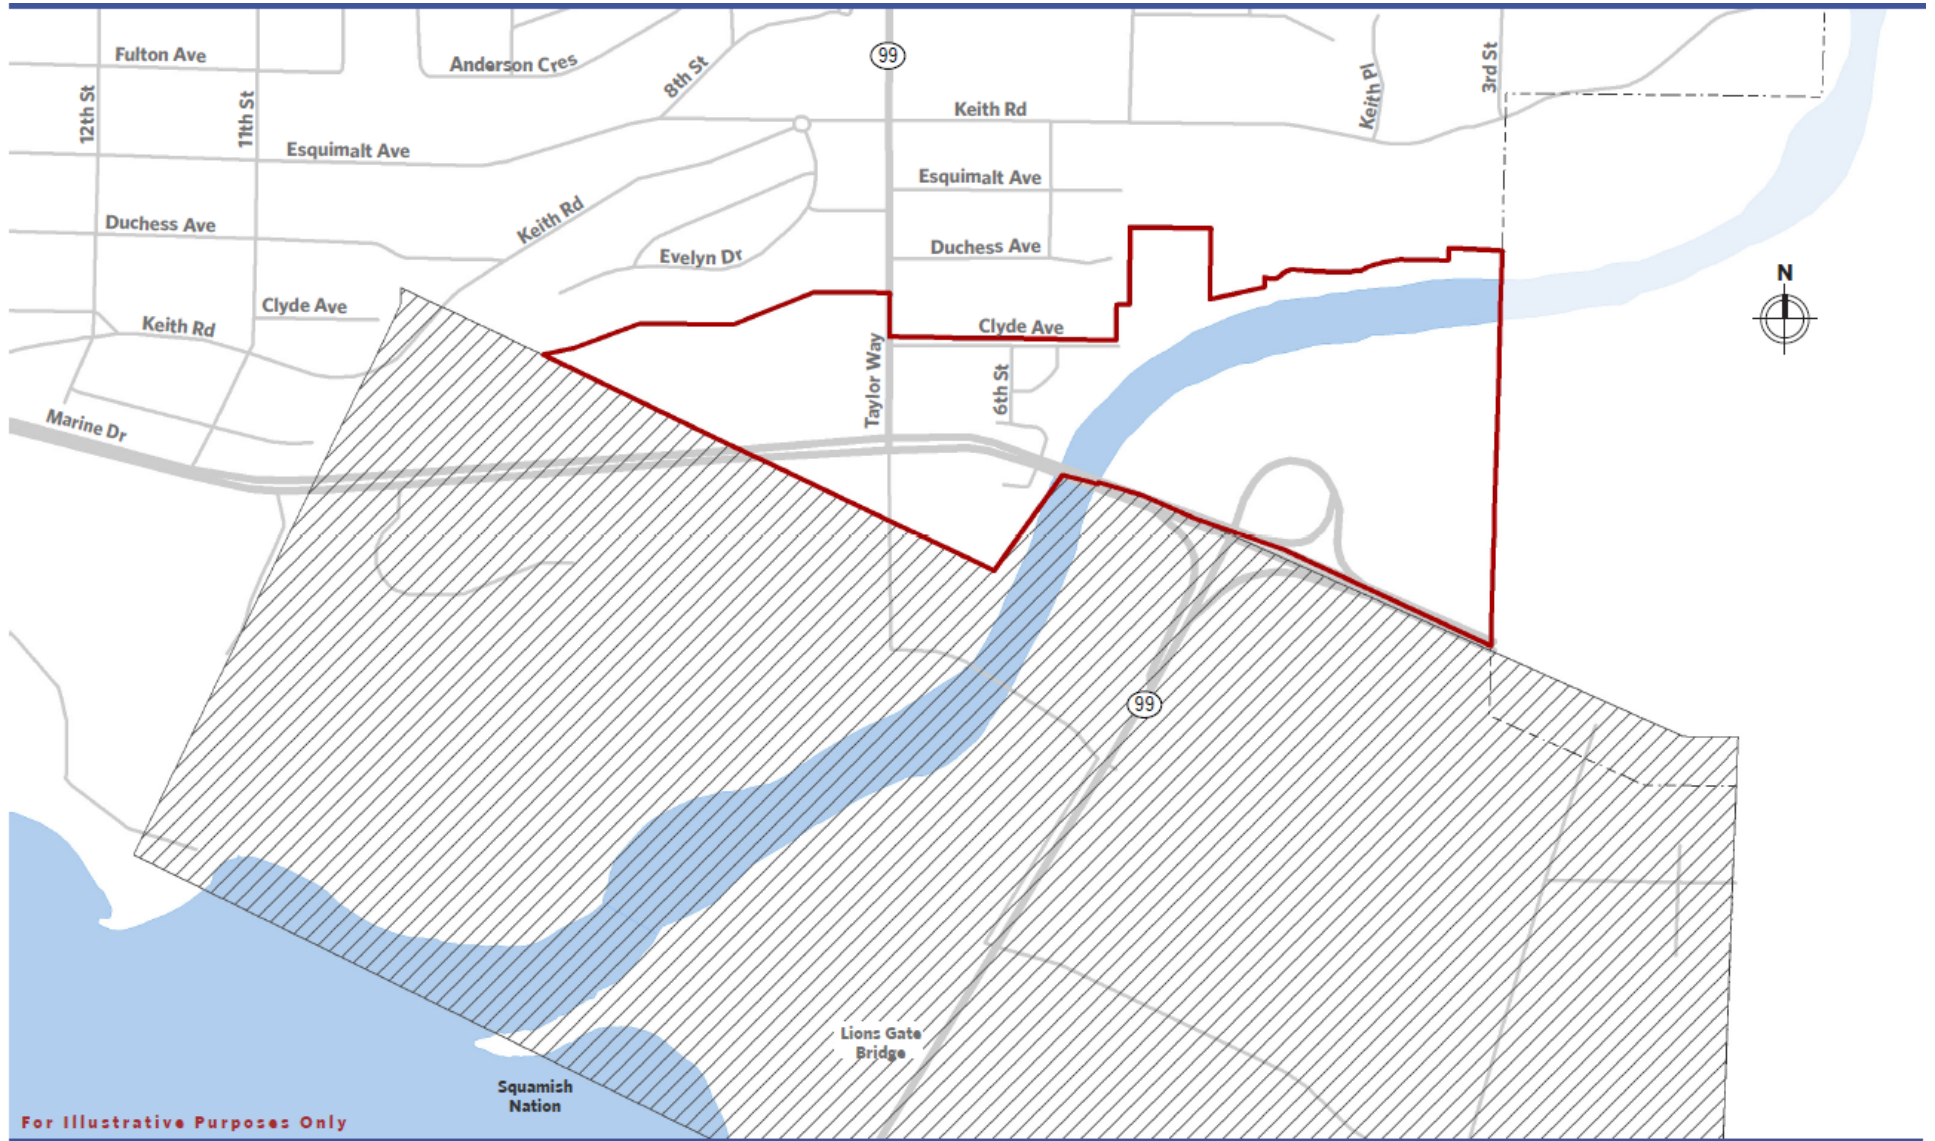 Fulton Ave
Anderson Cres
8th St
99
12th St
11th St
Keith Rd
Keith Pl
3rd St
Esquimalt Ave
Esquimalt Ave
Keith Rd
Duchess Ave
Duchess Ave
Evelyn Dr
N
Clyde Ave
Keith Rd
Clyde Ave
Taylor Way
6th St
Marine Dr
99
Lions Gate
Bridge
Squamish
Nation
For Illustrative Purposes Only